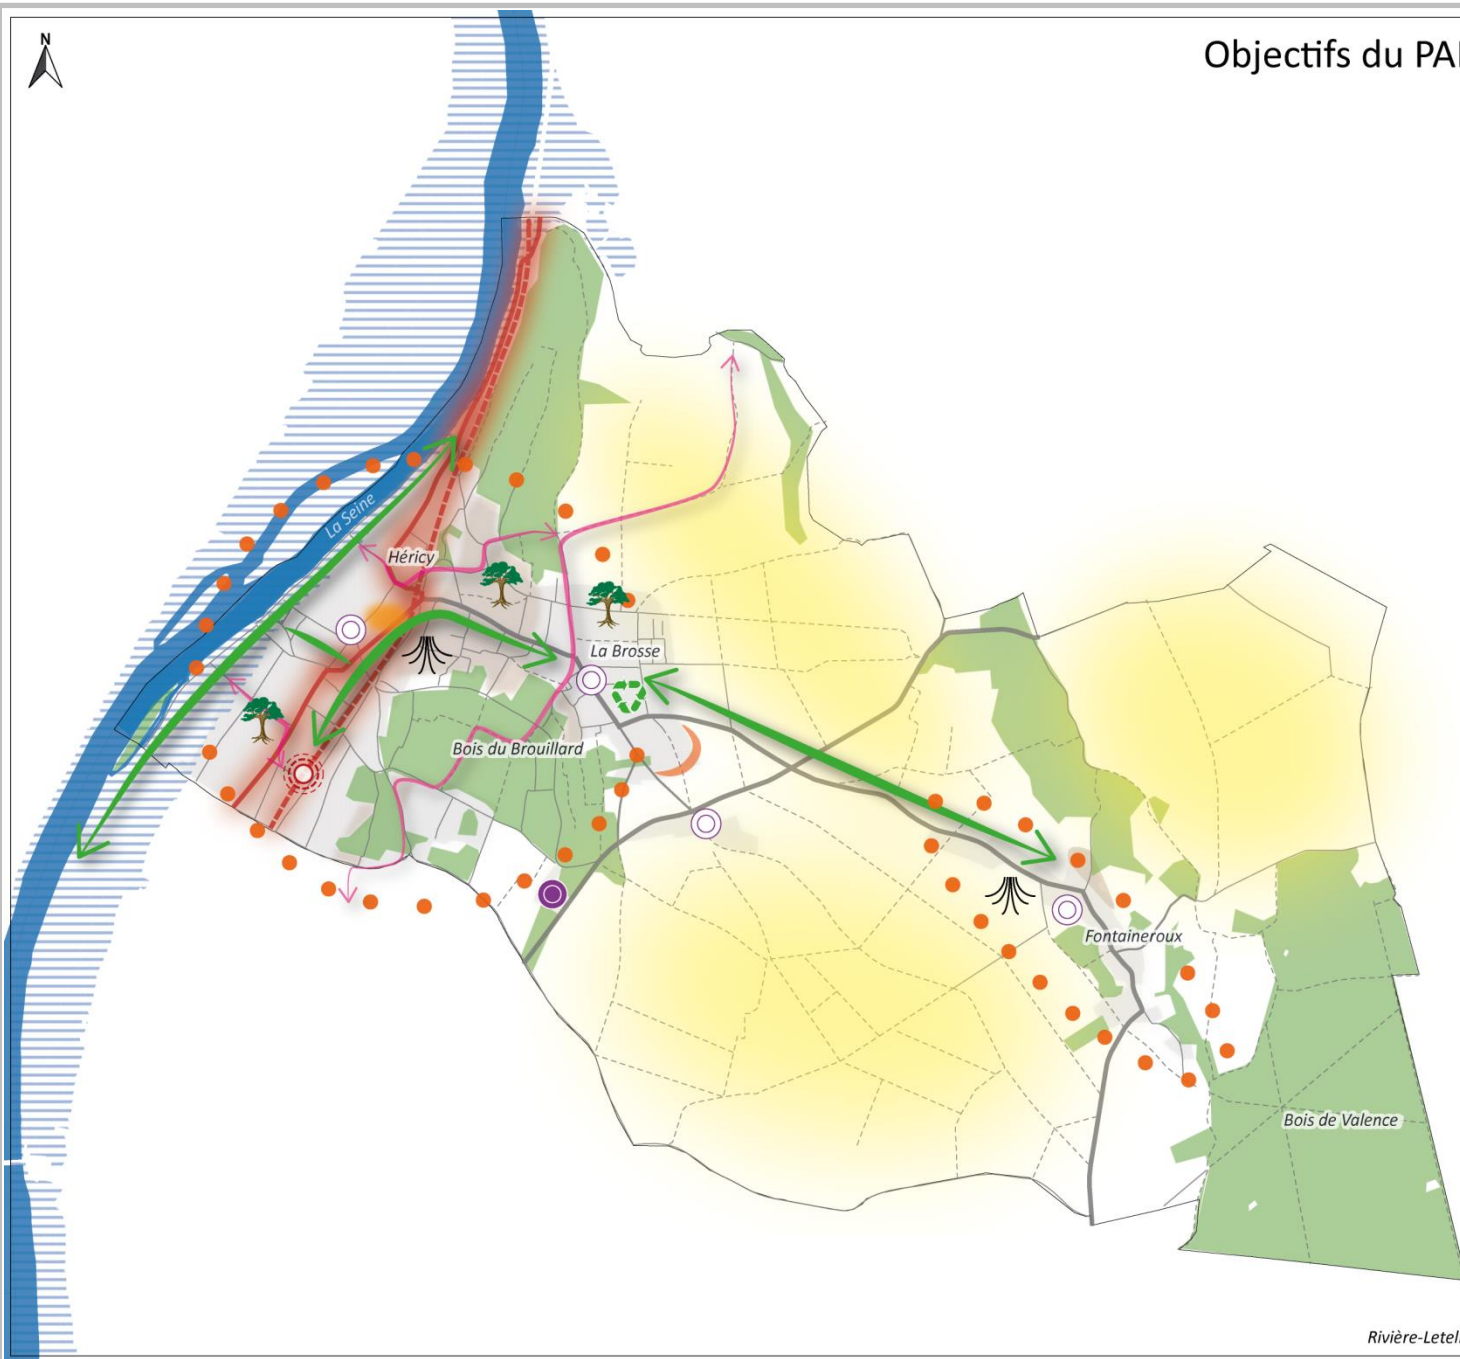 N
Objectifs du PA
La Seine
Héricy
La Brosse
Bois du Brouillard
Fontaineroux
Bois de Valence
Rivière-Letel